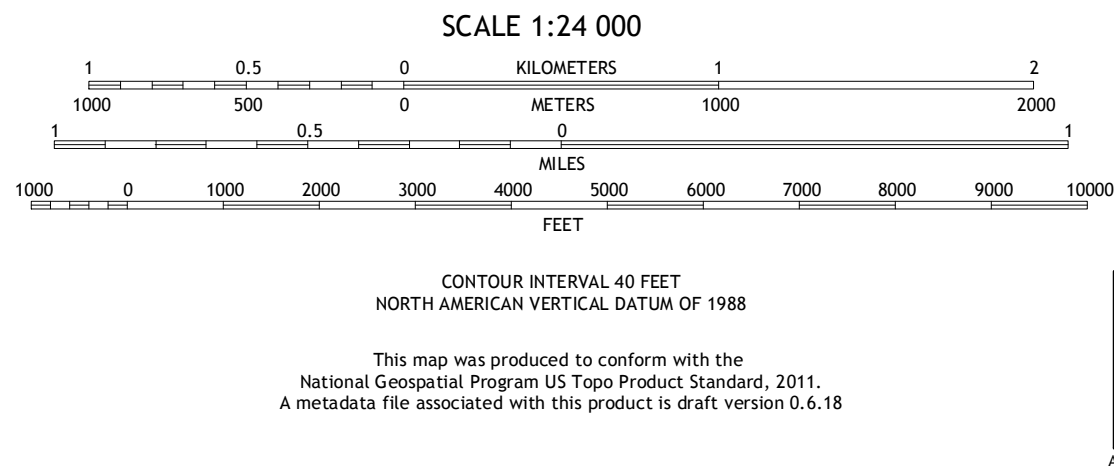 SCALE 1:24 000
1 0.5 0 KILOMETERS 1 2
1000 500 0 METERS 1000 2000
1 0.5 0 1
MILES
1000 0 1000 2000 3000 4000 5000 6000 7000 8000 9000 10000
FEET
CONTOUR INTERVAL 40 FEET
NORTH AMERICAN VERTICAL DATUM OF 1988
This map was produced to conform with the
National Geospatial Program US Topo Product Standard, 2011.
A metadata file associated with this product is draft version 0.6.18